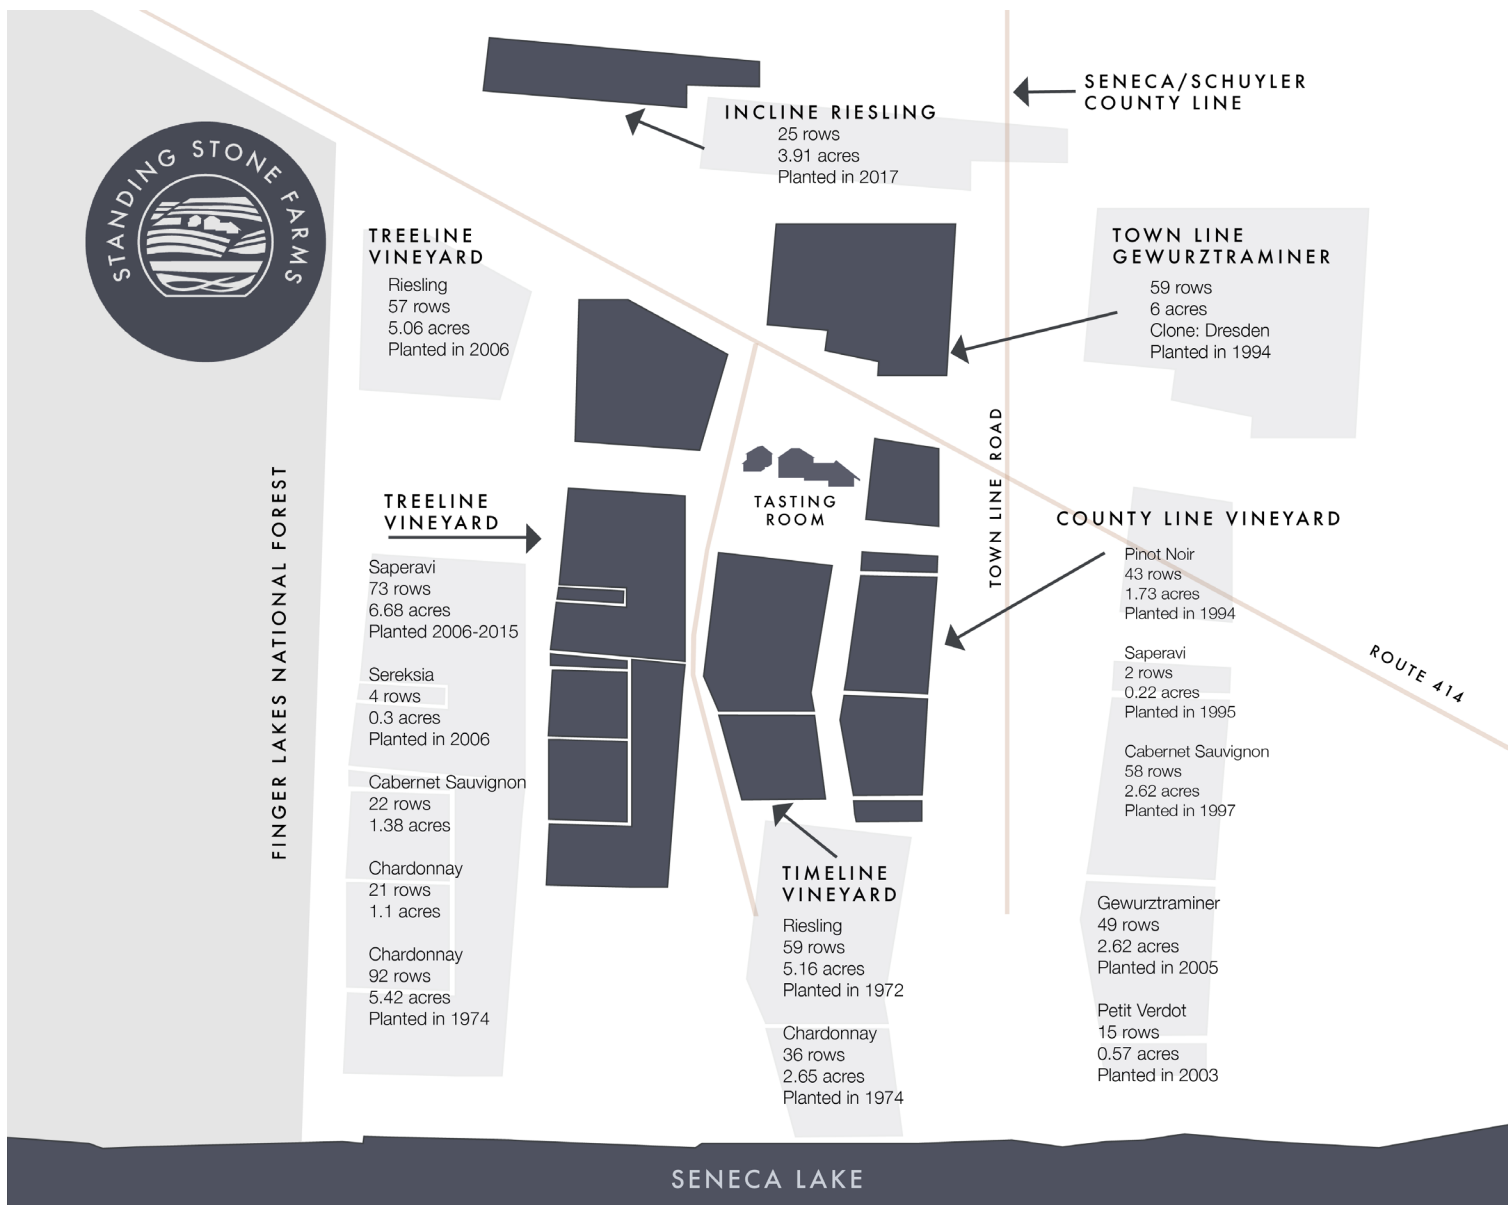 STANDING STONE FARMS
SENECA/SCHUYLER
COUNTY LINE
INCLINE RIESLING
25 rows
3.91 acres
Planted in 2017
TREELINE
VINEYARD
Riesling
57 rows
5.06 acres
Planted in 2006
TOWN LINE
GEWURZTRAMINER
59 rows
6 acres
Clone: Dresden
Planted in 1994
FINGER LAKES NATIONAL FOREST
TREELINE
VINEYARD
Saperavi
73 rows
6.68 acres
Planted 2006-2015
Sereksia
4 rows
0.3 acres
Planted in 2006
Cabernet Sauvignon
22 rows
1.38 acres
Chardonnay
21 rows
1.1 acres
Chardonnay
92 rows
5.42 acres
Planted in 1974
TASTING
ROOM
TOWN LINE ROAD
COUNTY LINE VINEYARD
Pinot Noir
43 rows
1.73 acres
Planted in 1994
Saperavi
2 rows
0.22 acres
Planted in 1995
Cabernet Sauvignon
58 rows
2.62 acres
Planted in 1997
Gewurztraminer
49 rows
2.62 acres
Planted in 2005
Petit Verdot
15 rows
0.57 acres
Planted in 2003
ROUTE 414
TIMELINE
VINEYARD
Riesling
59 rows
5.16 acres
Planted in 1972
Chardonnay
36 rows
2.65 acres
Planted in 1974
SENECA LAKE